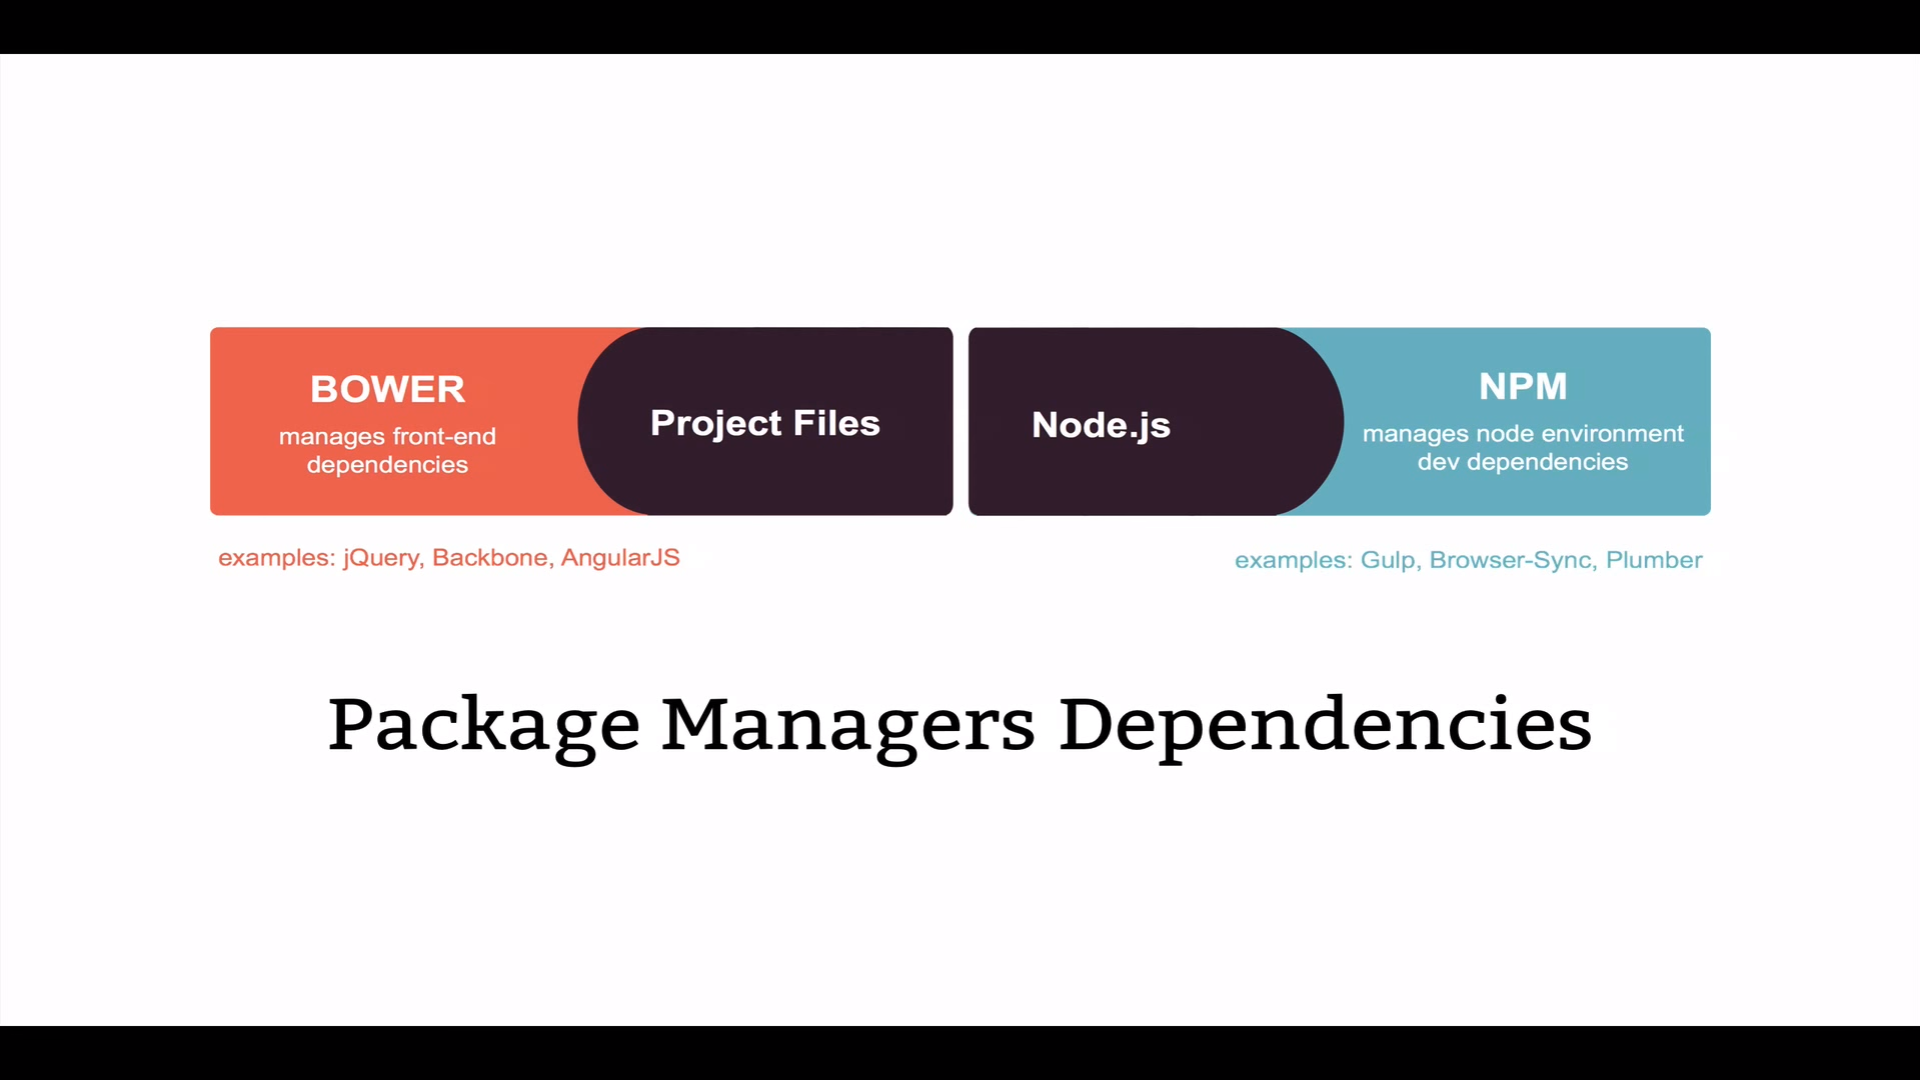 BOWER
manages front-end
dependencies
Project Files
Node.js
NPM
manages node environment
dev dependencies
examples: jQuery, Backbone, AngularJS
examples: Gulp, Browser-Sync, Plumber
Package Managers Dependencies